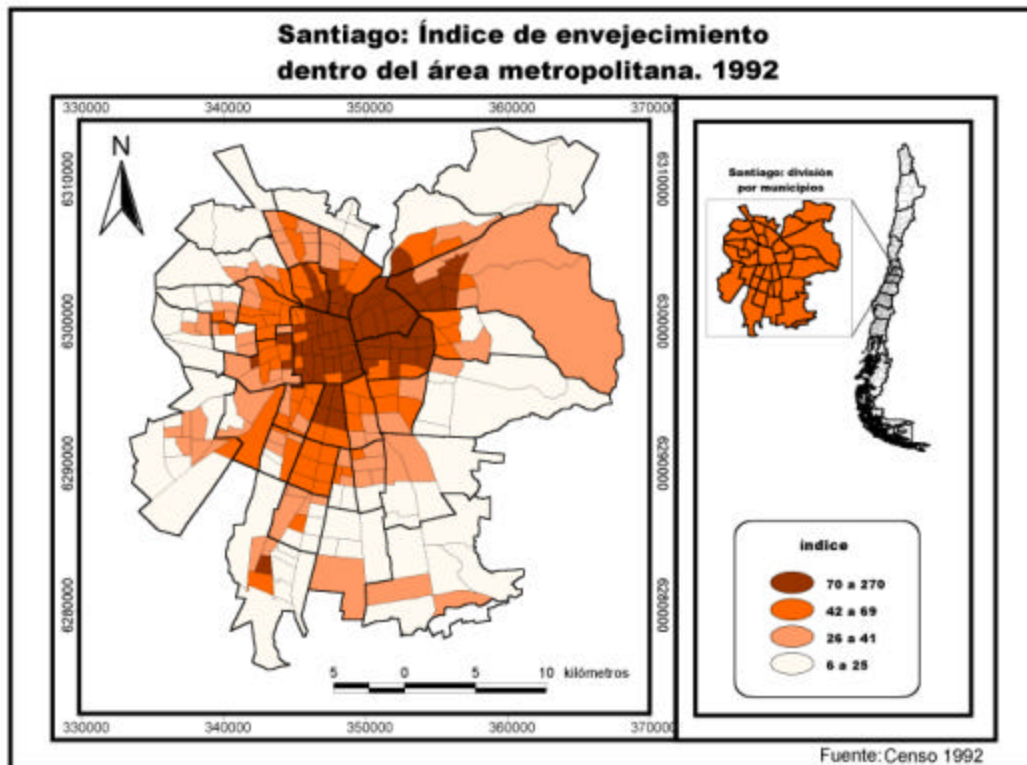 Santiago: Índice de envejecimiento
dentro del área metropolitana. 1992
330000 340000 350000 360000 370000
N
6310000
6300000
6290000
6280000
6310000
6300000
6290000
6280000
5 0 5 10 kilómetros
330000 340000 350000 360000 370000
Santiago: división
por municípios
índice
70 a 270
42 a 69
26 a 41
6 a 25
Fuente: Censo 1992